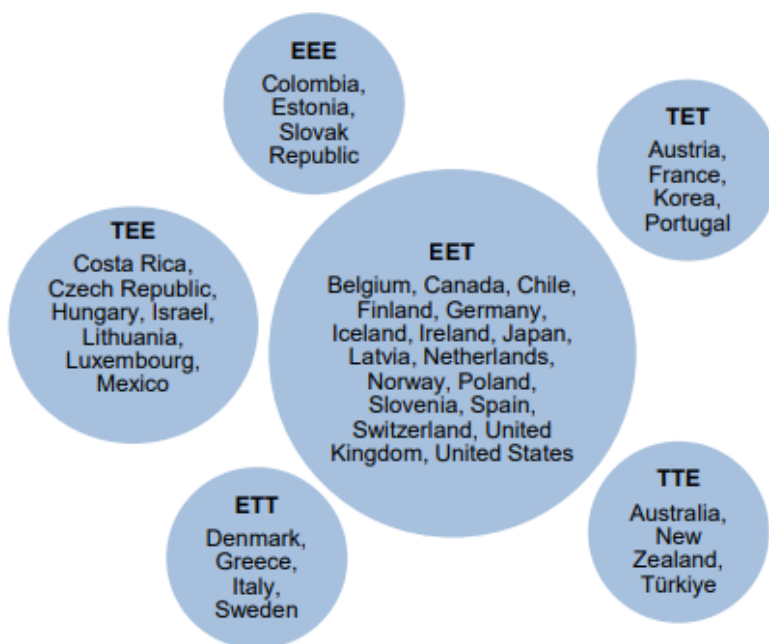 EEE
Colombia,
Estonia,
Slovak
Republic
TET
Austria,
France,
Korea,
Portugal
TEE
Costa Rica,
Czech Republic,
Hungary, Israel,
Lithuania,
Luxembourg,
Mexico
EET
Belgium, Canada, Chile,
Finland, Germany,
Iceland, Ireland, Japan,
Latvia, Netherlands,
Norway, Poland,
Slovenia, Spain,
Switzerland, United
Kingdom, United States
ETT
Denmark,
Greece,
Italy,
Sweden
TTE
Australia,
New
Zealand,
Türkiye